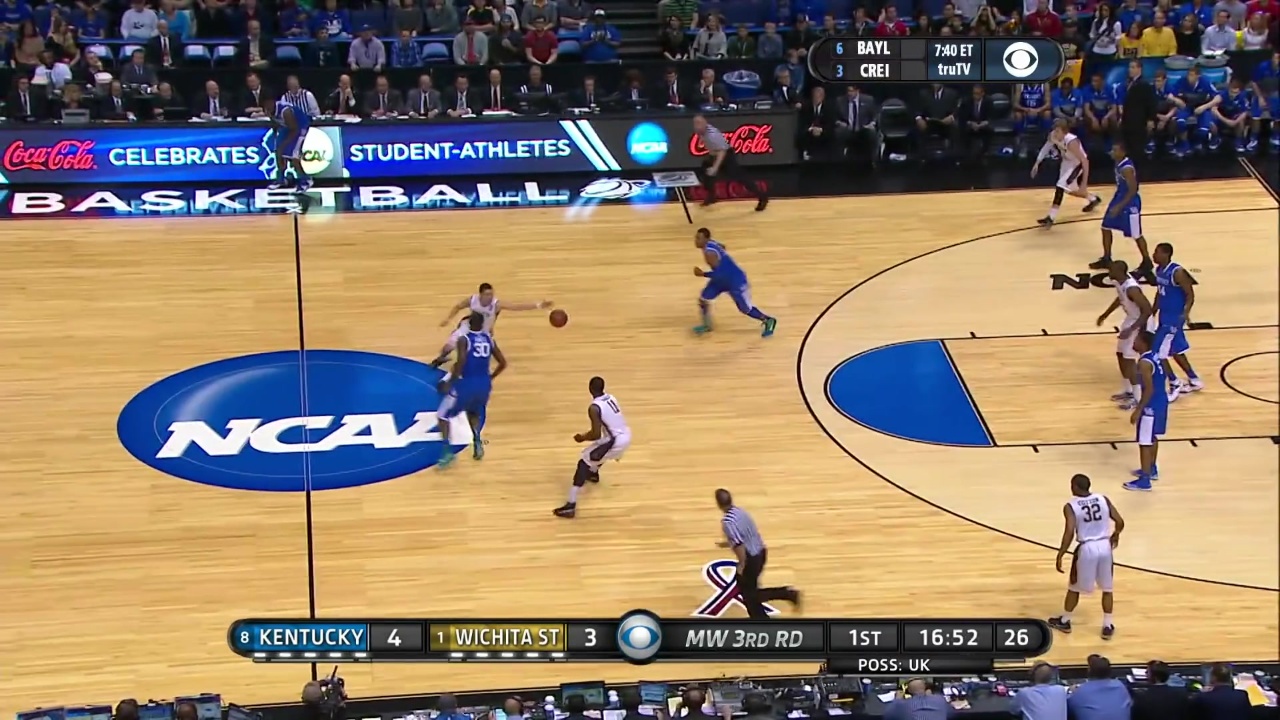 6 BAYL
3 CREI
7:40 ET
truTV
Coca-Cola CELEBRATES STUDENT-ATHLETES NCAA Coca-Cola
BASKETBALL
NCAA
30
11
NCAA
32
8 KENTUCKY 4 1 WICHITA ST 3 MW 3RD RD 1ST 16:52 26
POSS: UK